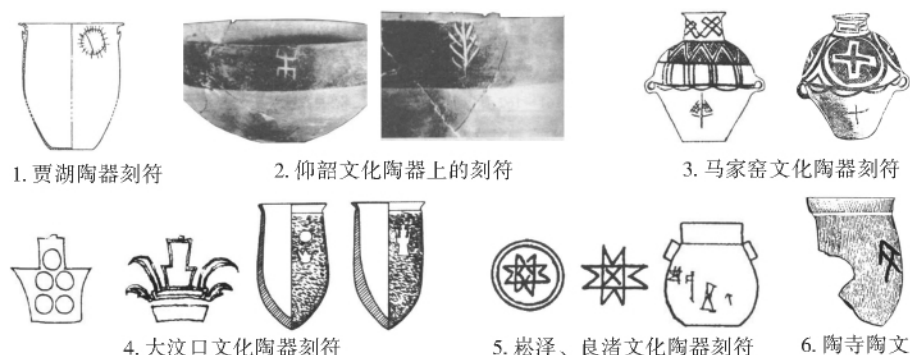 1. 贾湖陶器刻符
2. 仰韶文化陶器上的刻符
3. 马家窑文化陶器刻符
4. 大汶口文化陶器刻符
5. 崧泽、良渚文化陶器刻符
6. 陶寺陶文